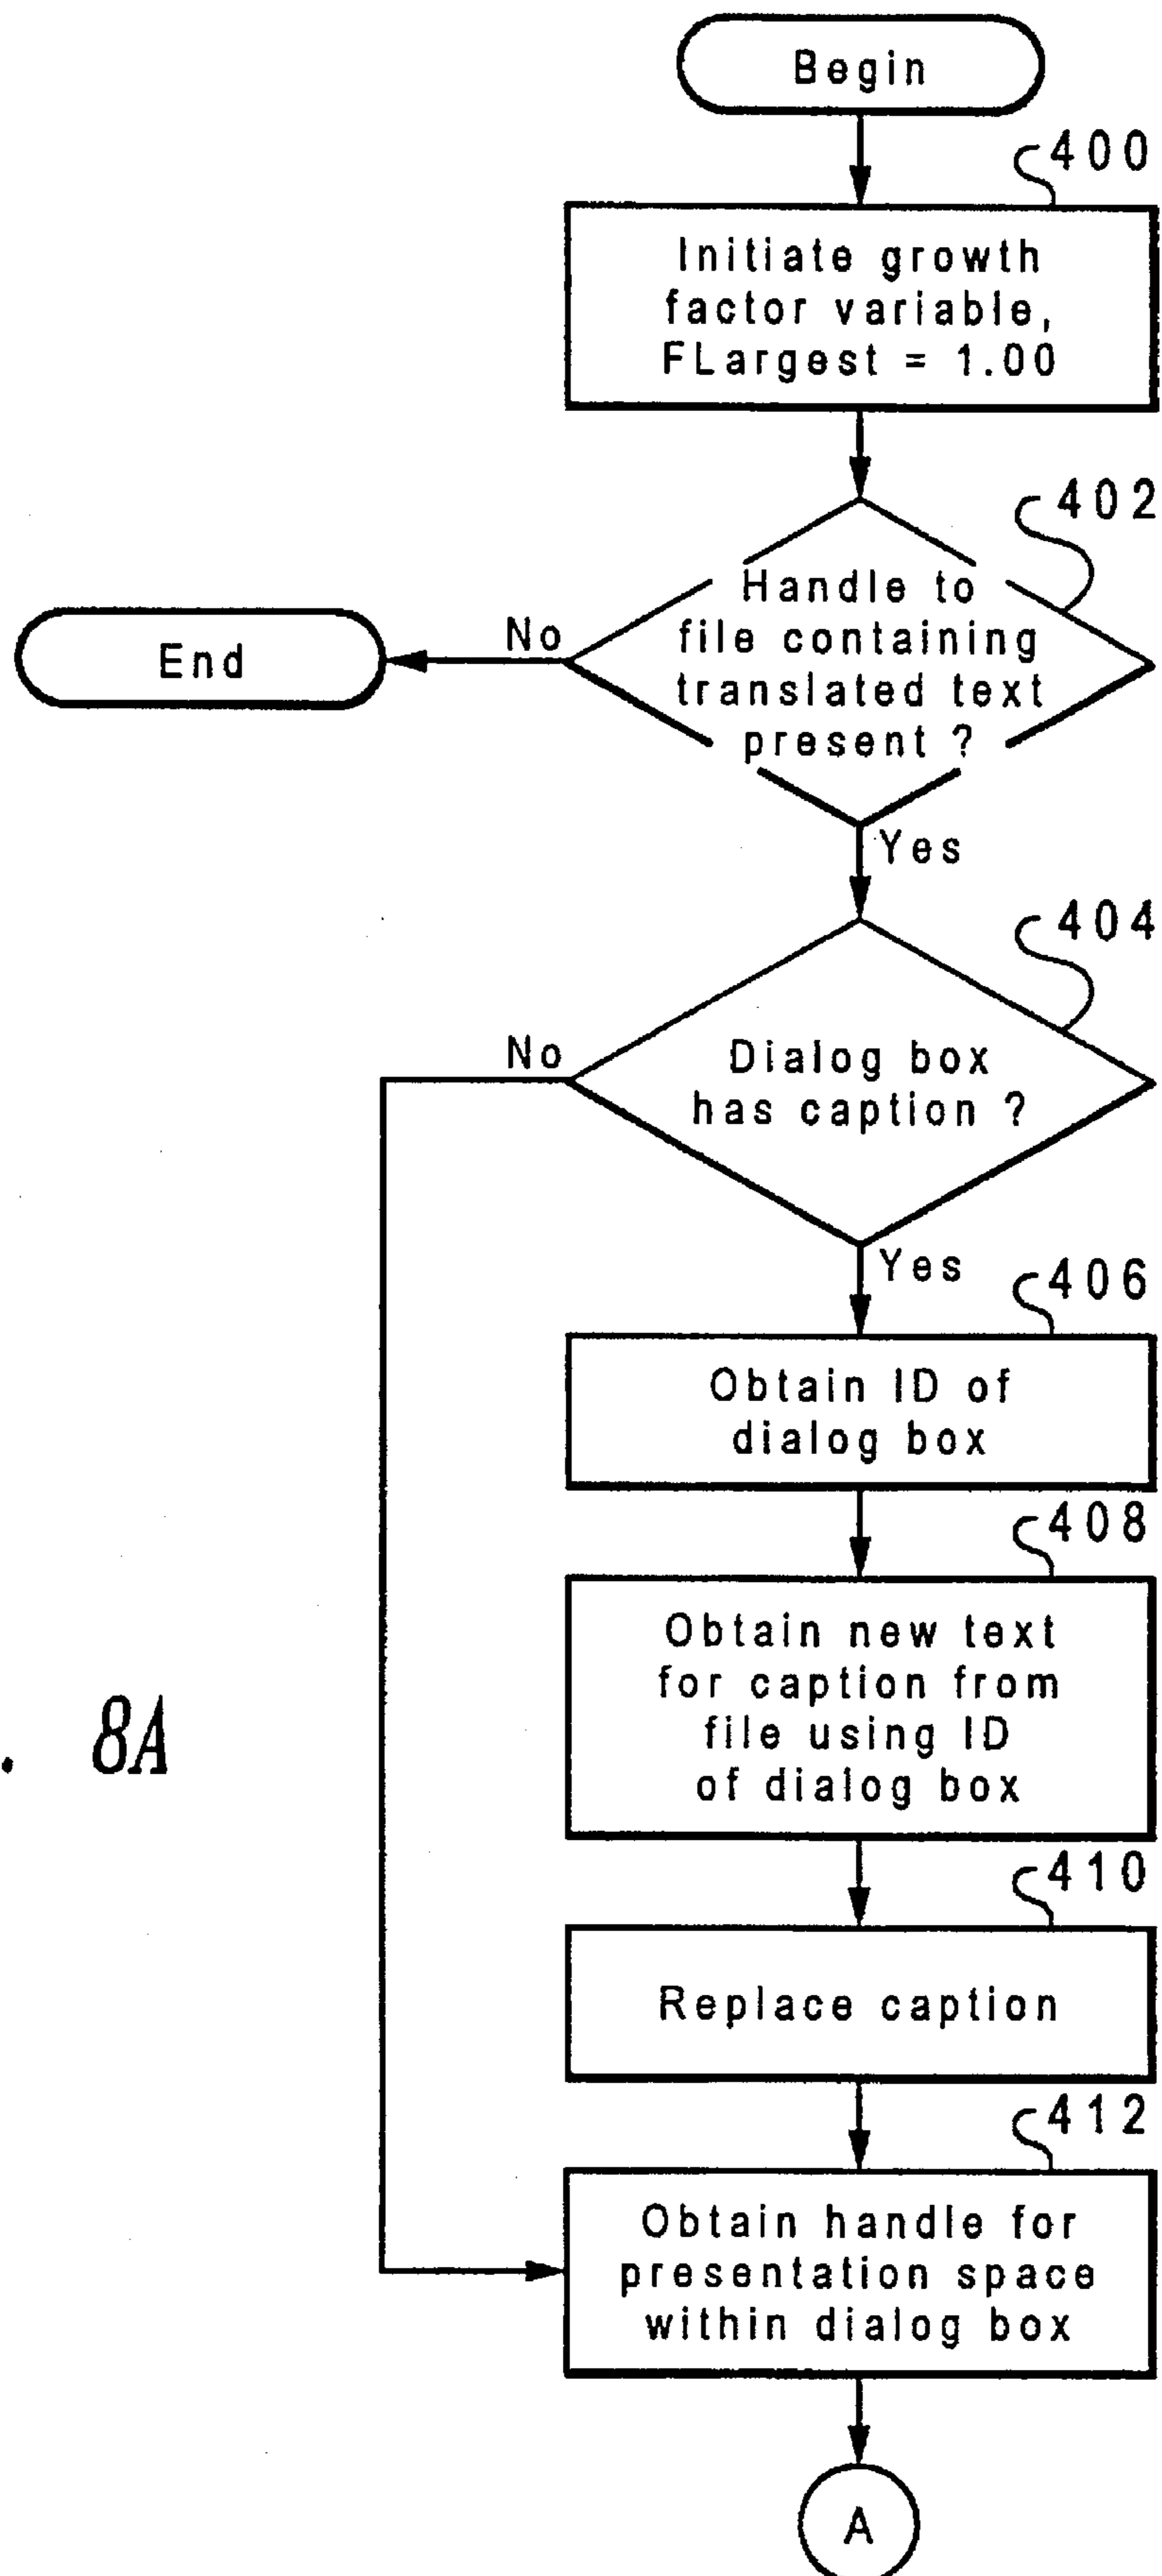 Begin
400
Initiate growth
factor variable,
FLargest = 1.00
402
Handle to
file containing
translated text
present ?
No
End
Yes
404
Dialog box
has caption ?
No
Yes
406
Obtain ID of
dialog box
408
Obtain new text
for caption from
file using ID
of dialog box
. 8A
410
Replace caption
412
Obtain handle for
presentation space
within dialog box
A